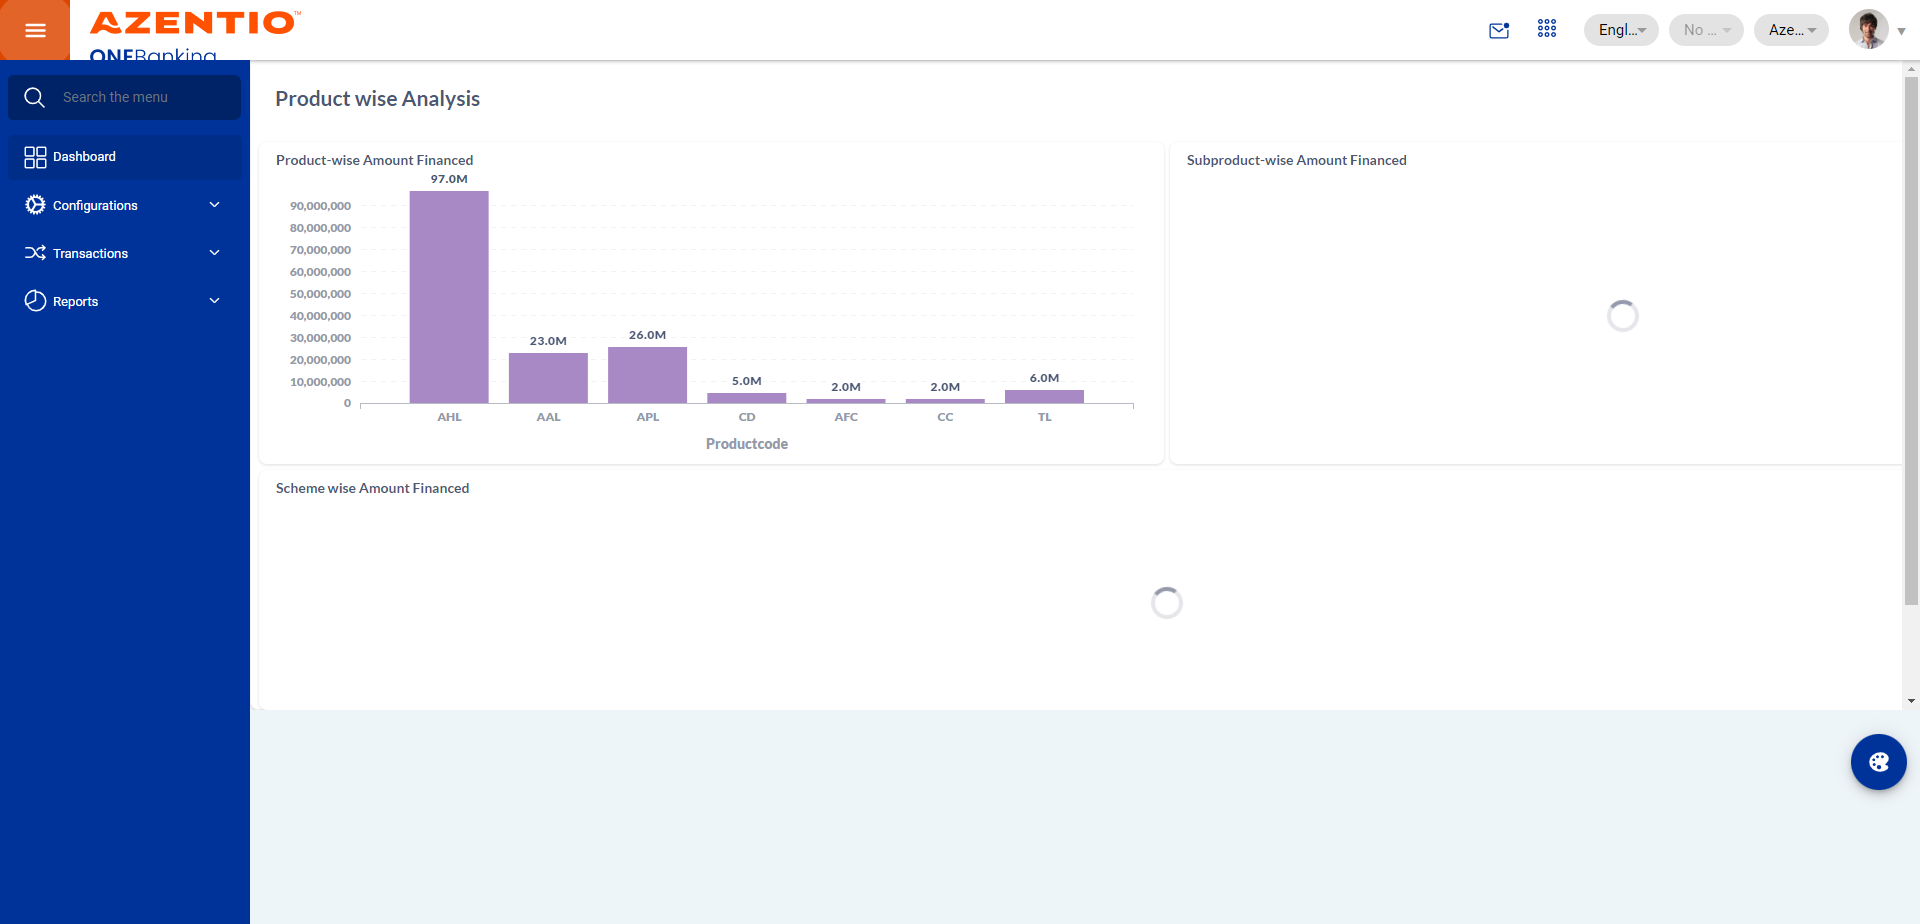 AZENTIO™
ONEBanking
Engl...
No ...
Aze...
Search the menu
Dashboard
Configurations
Transactions
Reports
Product wise Analysis
Product-wise Amount Financed
97.0M
90,000,000
80,000,000
70,000,000
60,000,000
50,000,000
40,000,000
30,000,000
20,000,000
10,000,000
0
23.0M
26.0M
5.0M
2.0M
2.0M
6.0M
AHL
AAL
APL
CD
AFC
CC
TL
Productcode
Subproduct-wise Amount Financed
Scheme wise Amount Financed